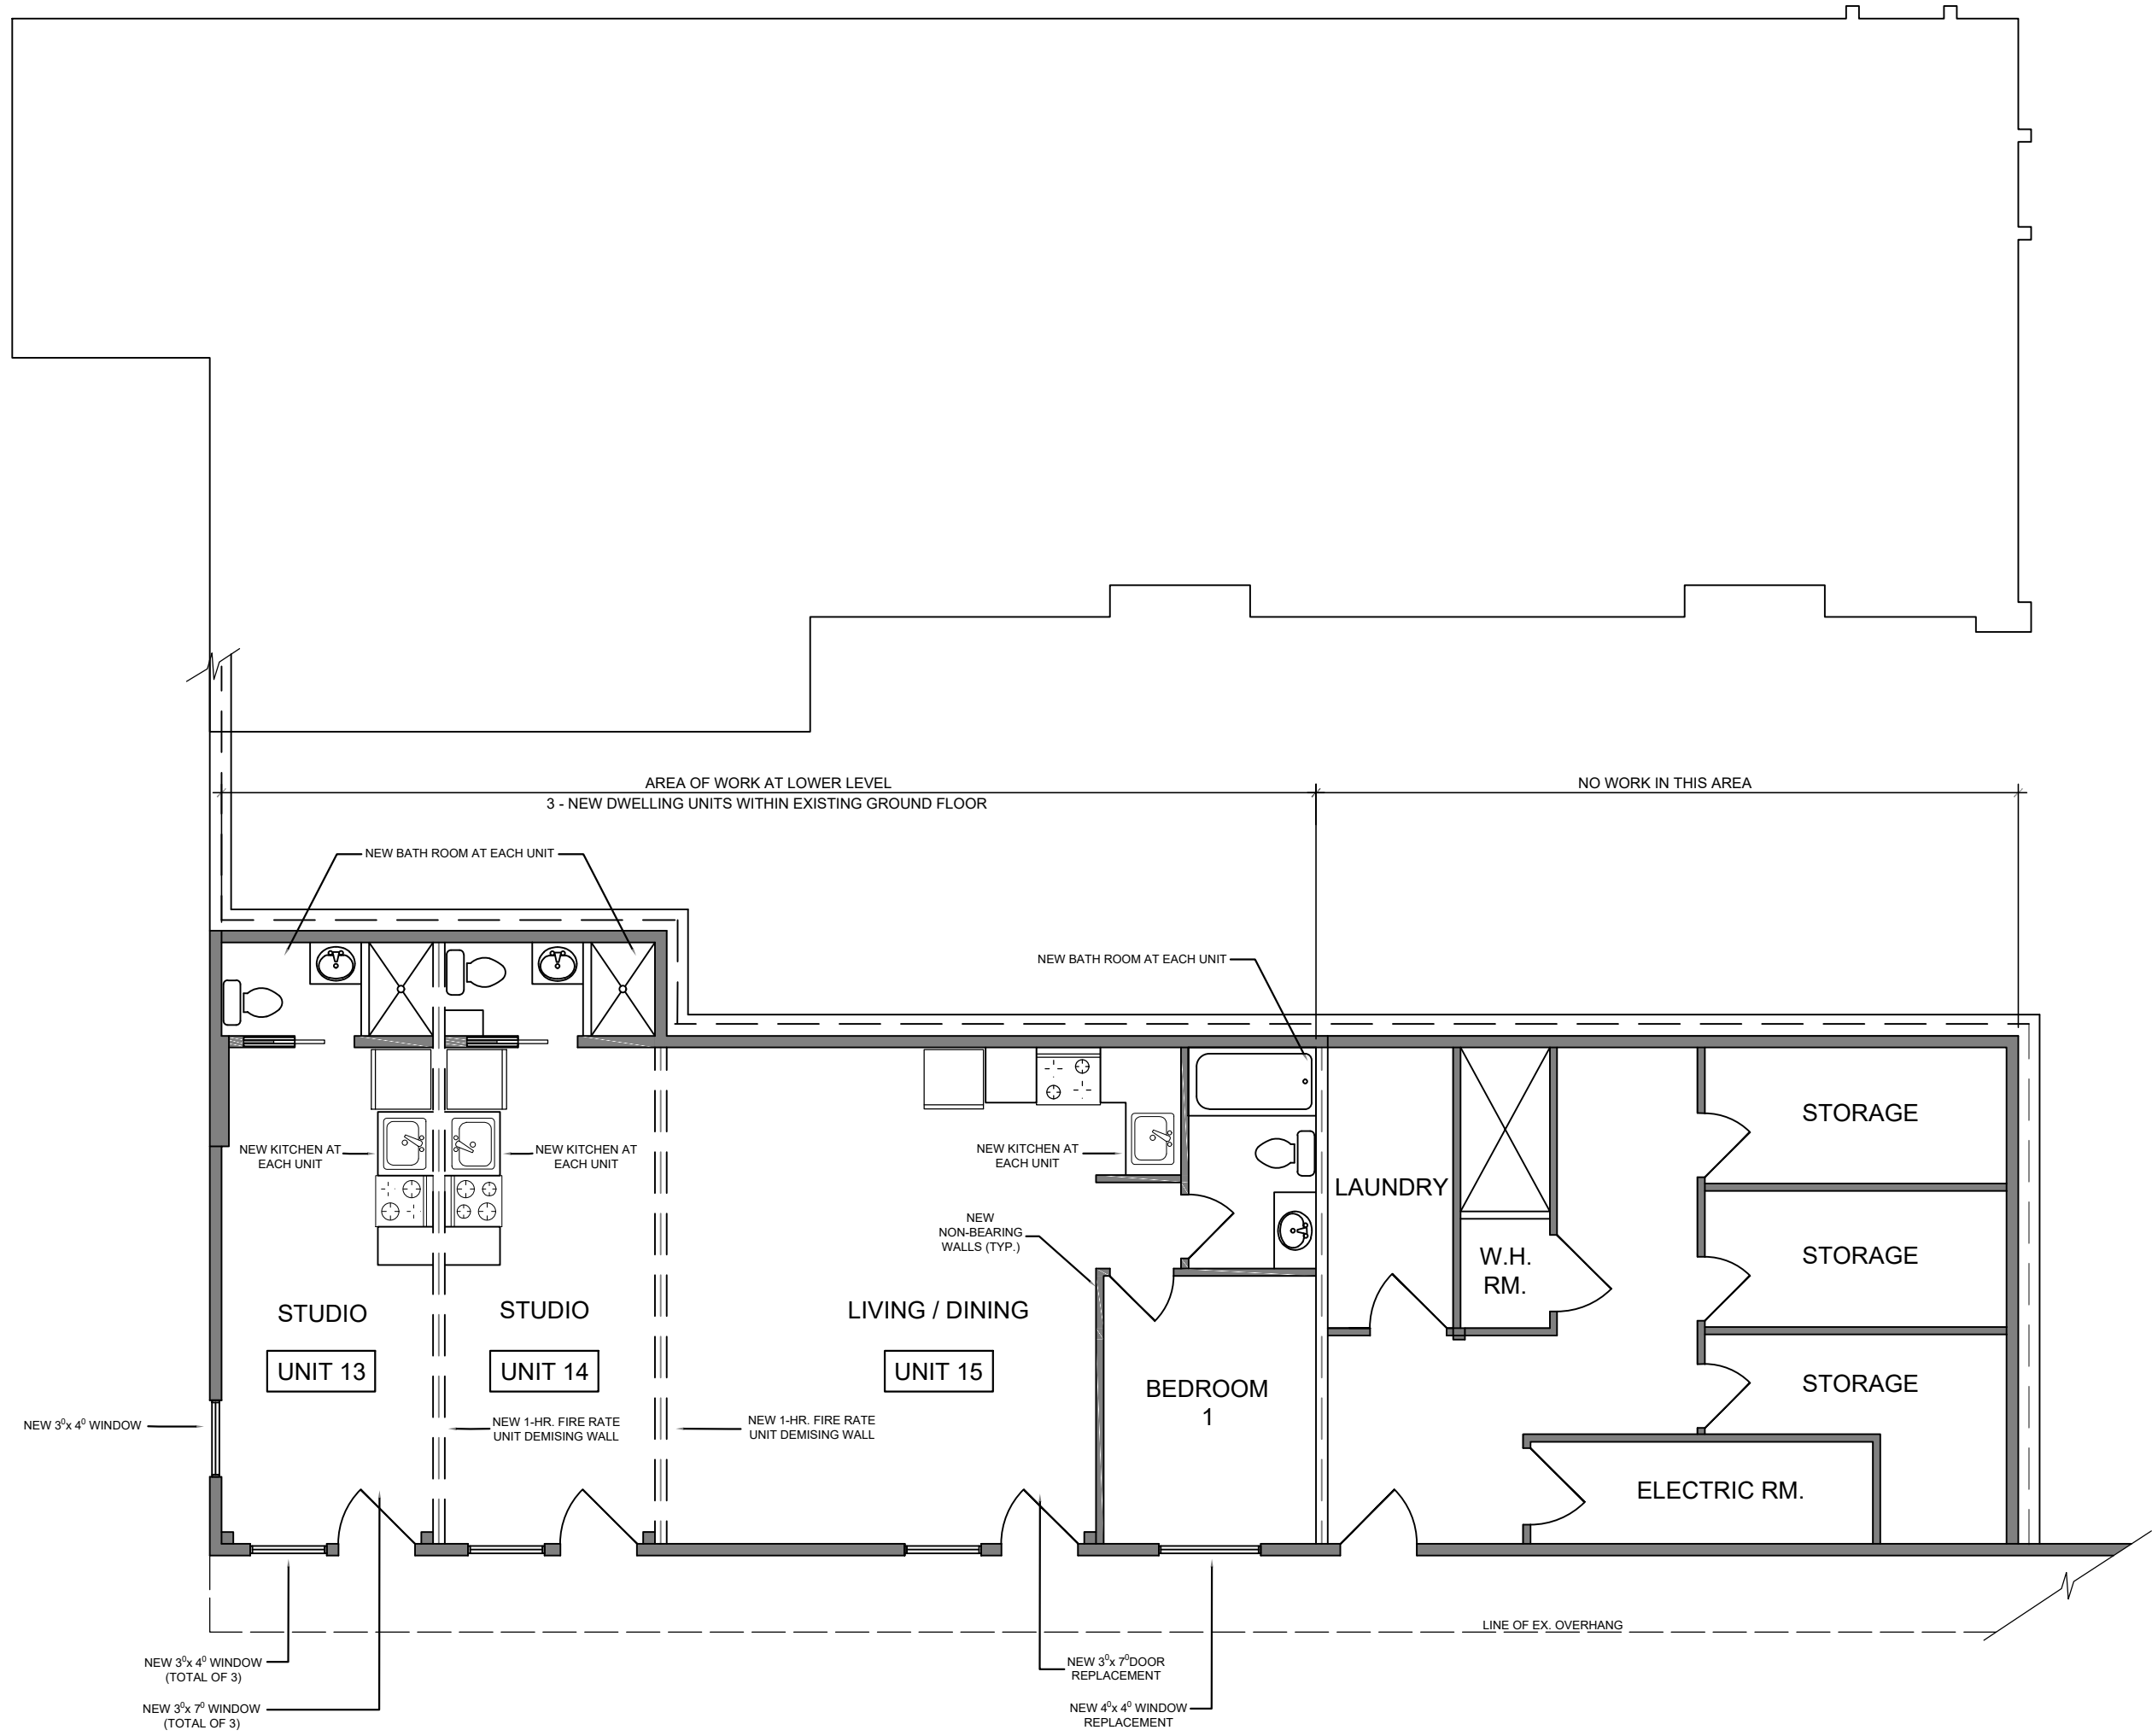 AREA OF WORK AT LOWER LEVEL
3 - NEW DWELLING UNITS WITHIN EXISTING GROUND FLOOR
NO WORK IN THIS AREA
NEW BATH ROOM AT EACH UNIT
NEW BATH ROOM AT EACH UNIT
NEW KITCHEN AT
EACH UNIT
NEW KITCHEN AT
EACH UNIT
NEW KITCHEN AT
EACH UNIT
STORAGE
LAUNDRY
NEW
NON-BEARING
WALLS (TYP.)
W.H.
RM.
STORAGE
STUDIO
STUDIO
LIVING / DINING
UNIT 13
UNIT 14
UNIT 15
BEDROOM
1
STORAGE
NEW 3⁰x 4⁰ WINDOW
NEW 1-HR. FIRE RATE
UNIT DEMISING WALL
NEW 1-HR. FIRE RATE
UNIT DEMISING WALL
ELECTRIC RM.
LINE OF EX. OVERHANG
NEW 3⁰x 4⁰ WINDOW
(TOTAL OF 3)
NEW 3⁰x 7⁰ WINDOW
(TOTAL OF 3)
NEW 3⁰x 7⁰DOOR
REPLACEMENT
NEW 4⁰x 4⁰ WINDOW
REPLACEMENT